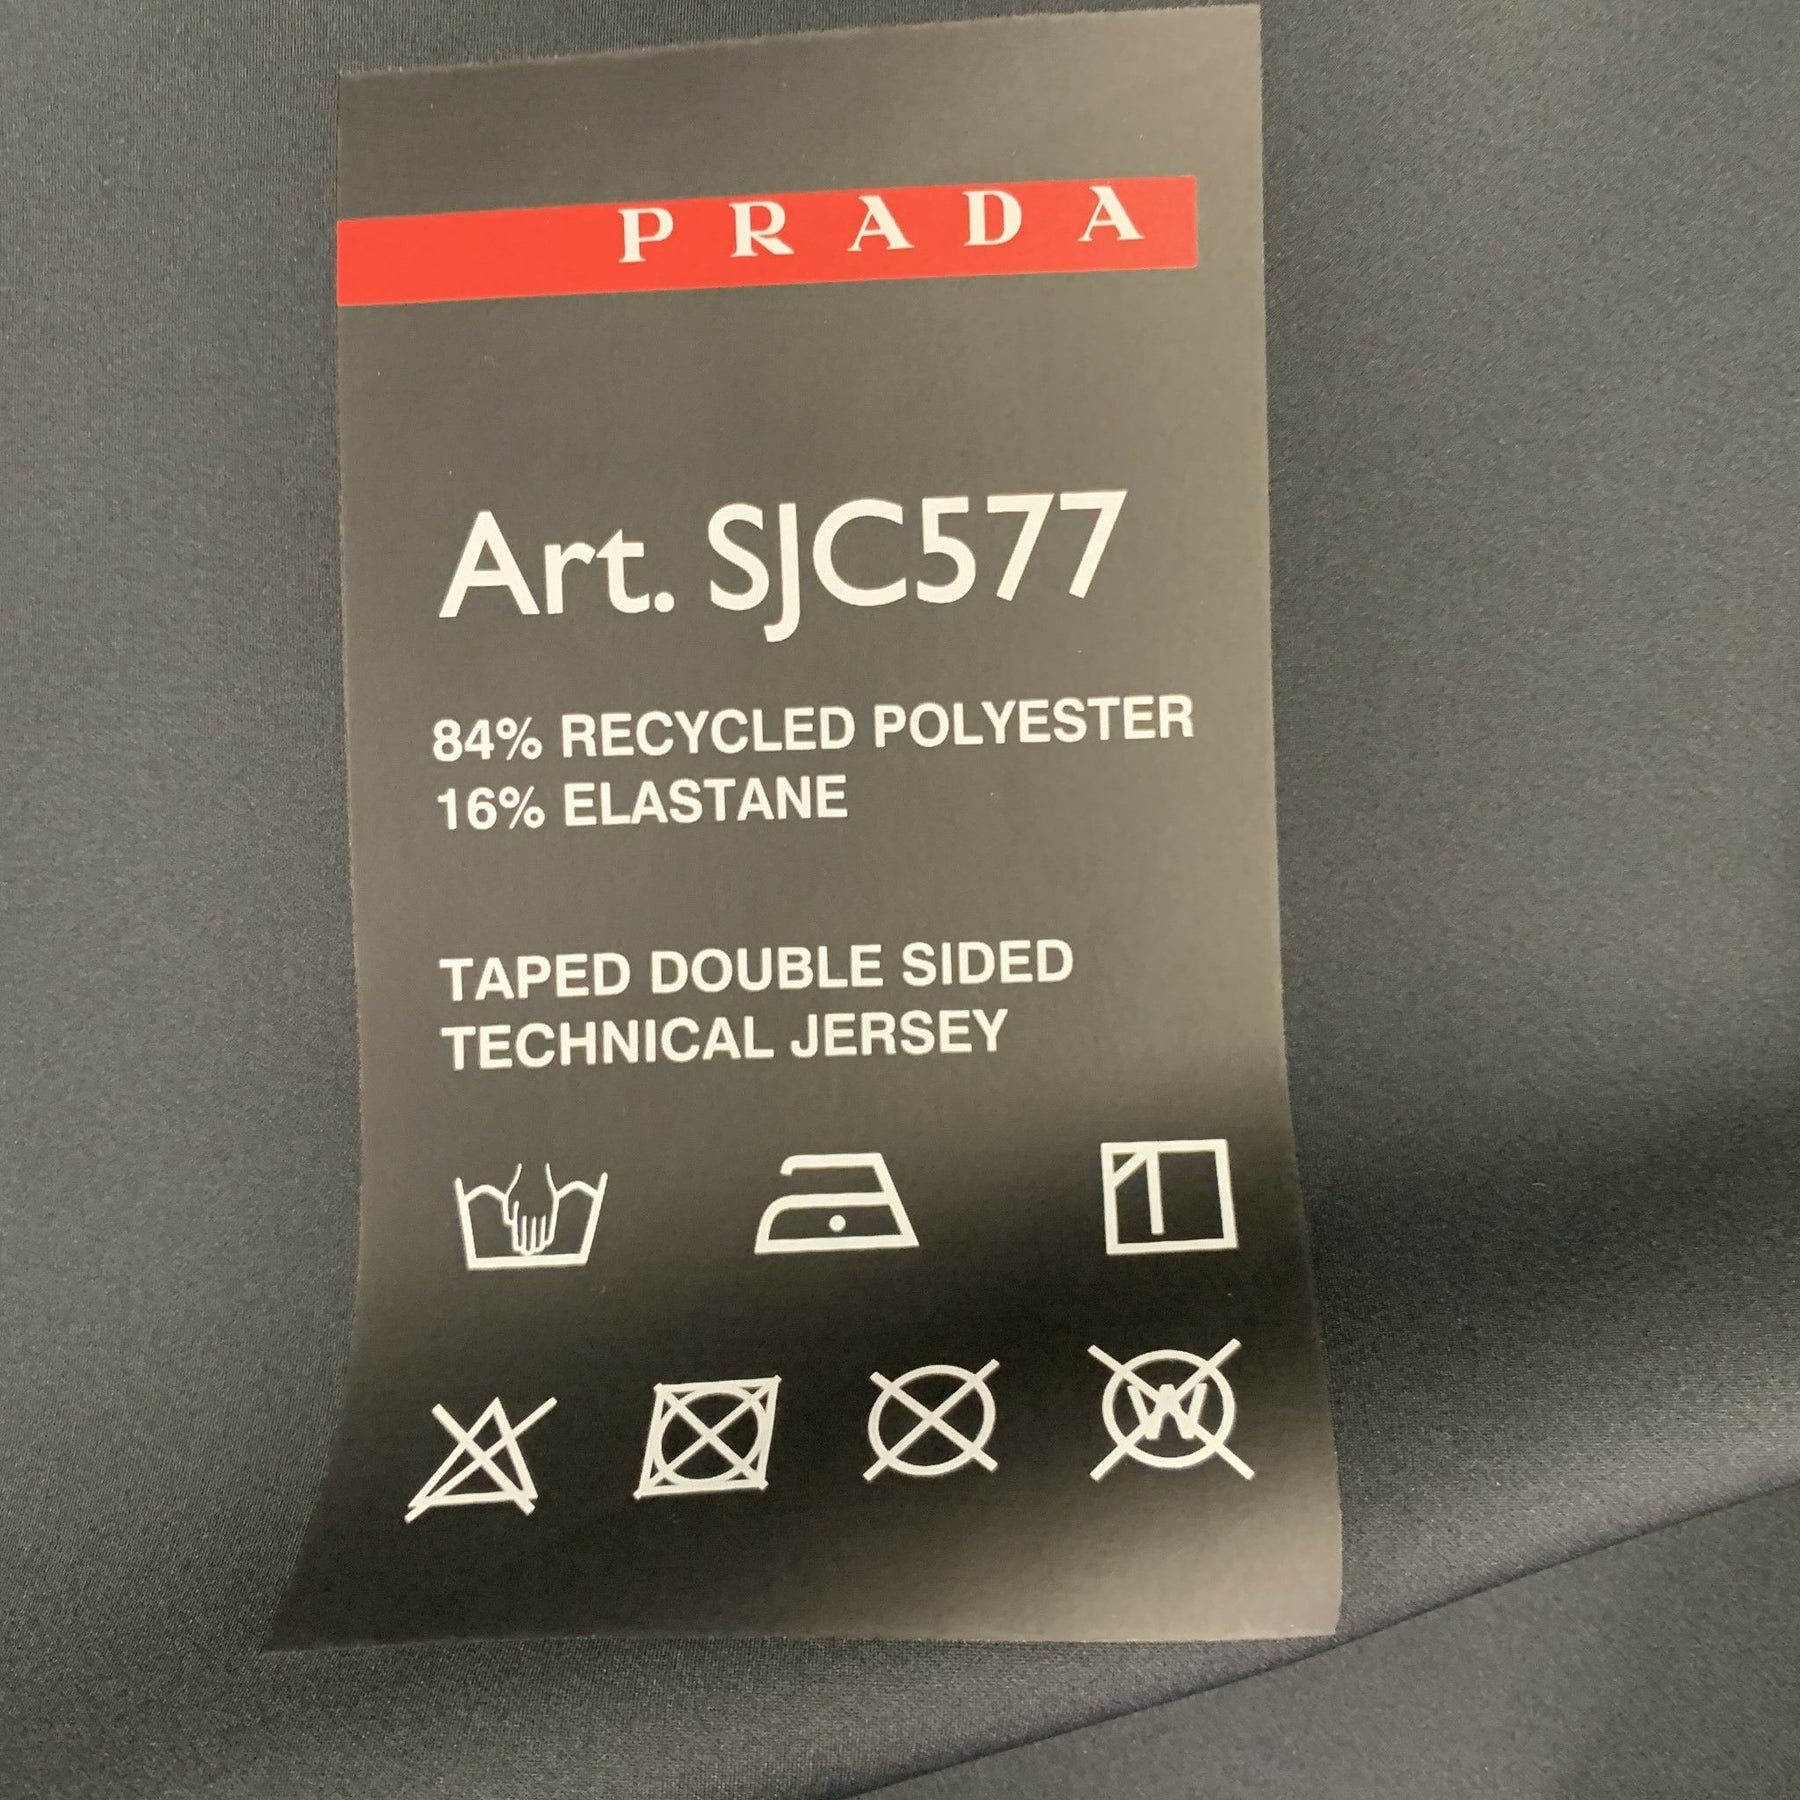 PRADA
Art. SJC577
84% RECYCLED POLYESTER
16% ELASTANE
TAPED DOUBLE SIDED
TECHNICAL JERSEY
W